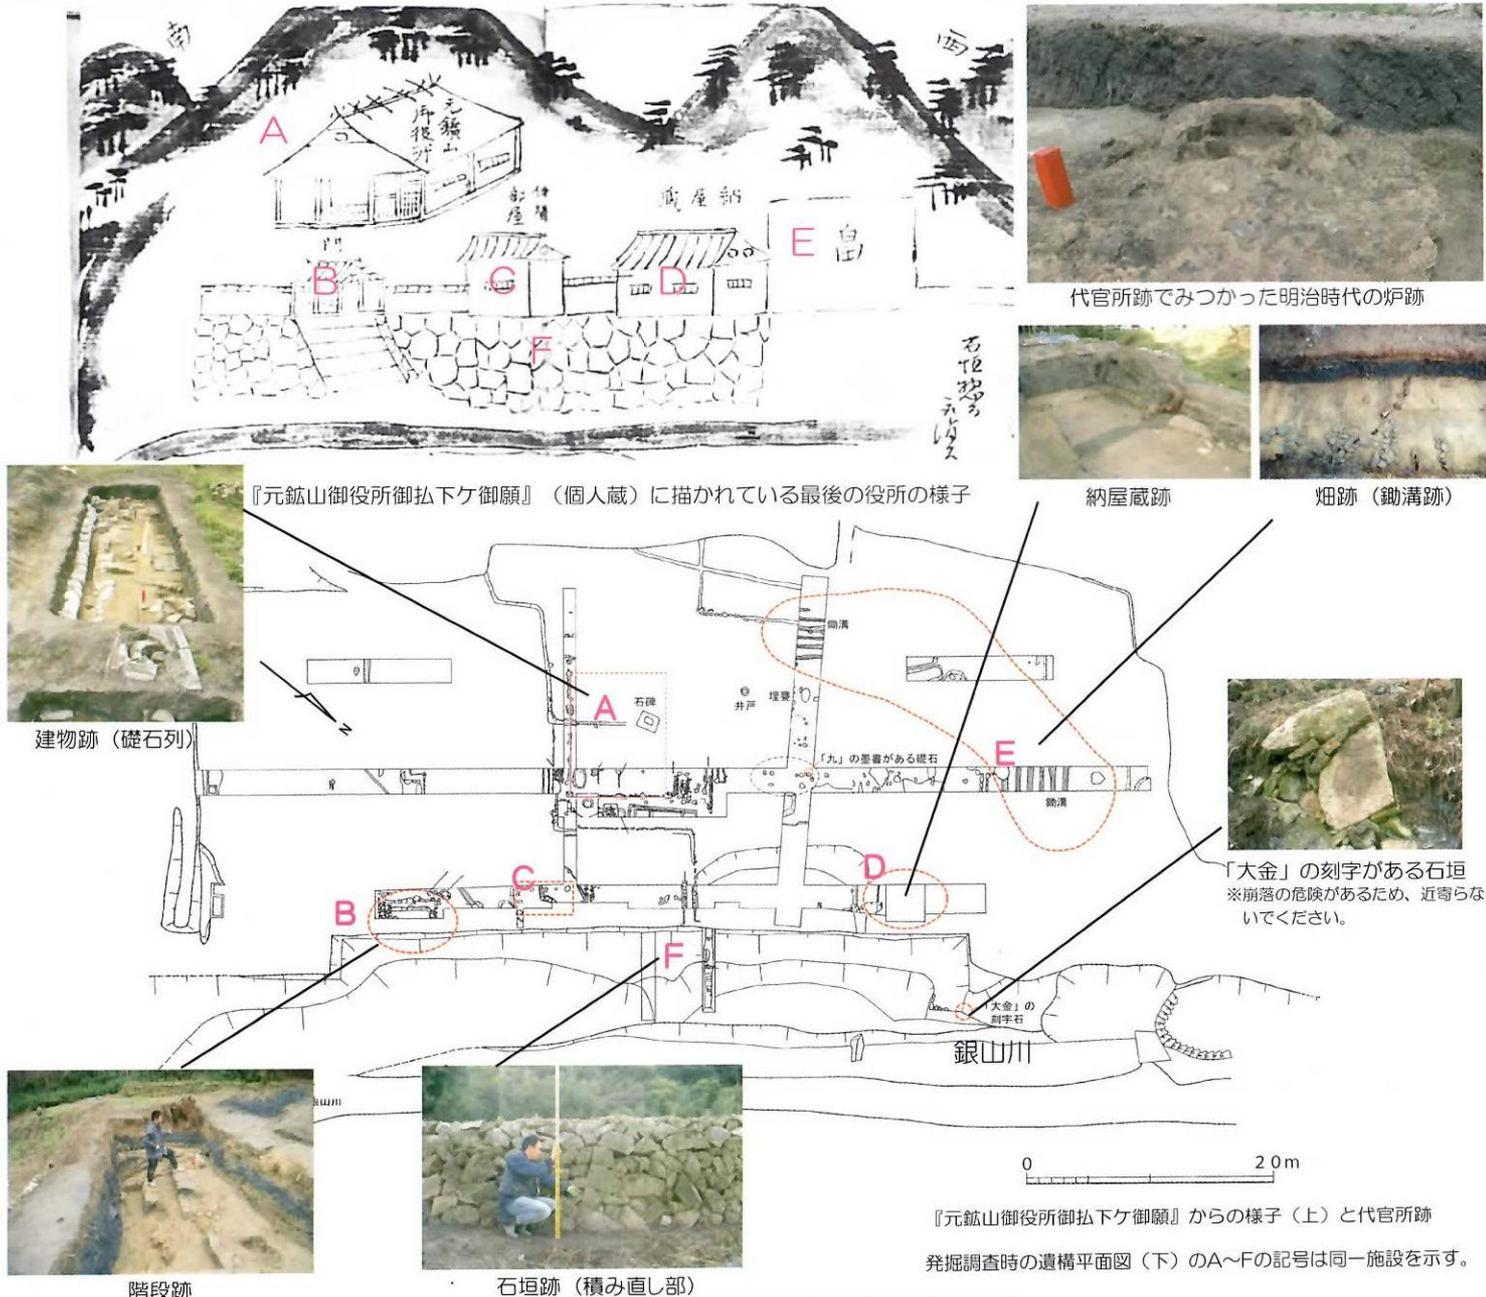 南
西
A
元鑛山
御役所
部屋
納屋蔵
E
畠
門
B
C
D
F
代官所跡でみつかった明治時代の炉跡
『元鉱山御役所御払下ケ御願』(個人蔵)に描かれている最後の役所の様子
納屋蔵跡
畑跡(鋤溝跡)
建物跡(礎石列)
N
鋤溝
A
石碑
井戸
埋甕
「九」の墨書がある礎石
E
鋤溝
「大金」の刻字がある石垣
※崩落の危険があるため、近寄らな
いでください。
B
C
D
F
「大金」の
刻字石
銀山川
銀山川
階段跡
石垣跡(積み直し部)
0
20m
『元鉱山御役所御払下ケ御願』からの様子(上)と代官所跡
発掘調査時の遺構平面図(下)のA~Fの記号は同一施設を示す。